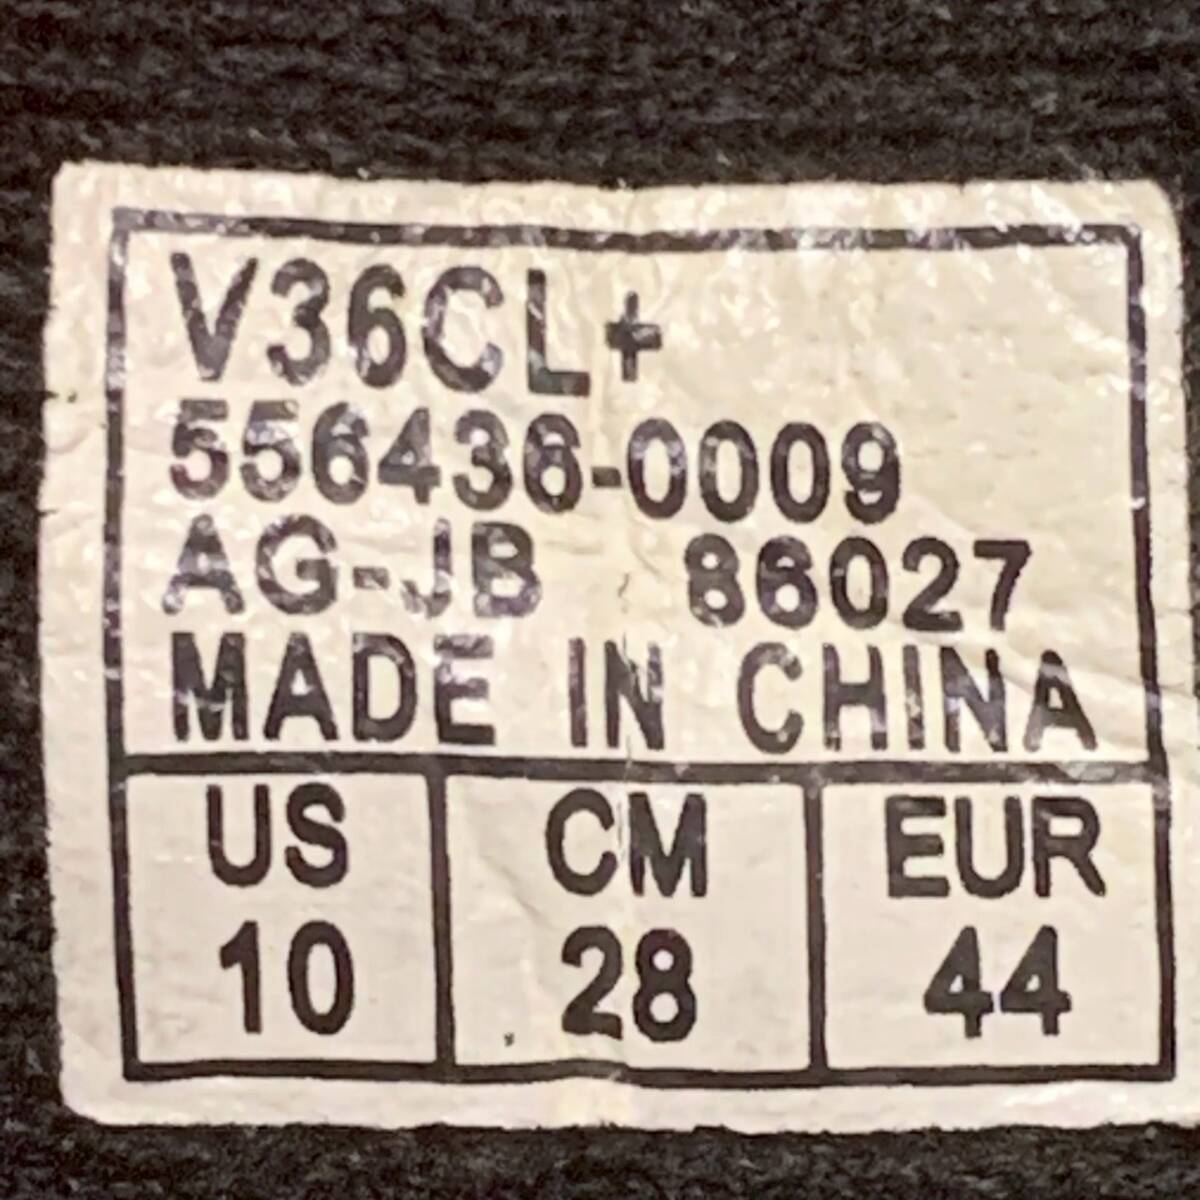 V36CL+
556436-0009
AG-JB 86027
MADE IN CHINA
US CM EUR
10 28 44